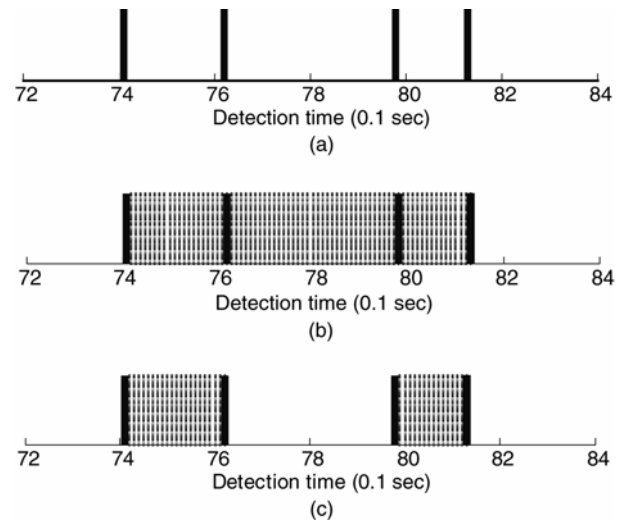 72 74 76 78 80 82 84
Detection time (0.1 sec)
(a)
72 74 76 78 80 82 84
Detection time (0.1 sec)
(b)
72 74 76 78 80 82 84
Detection time (0.1 sec)
(c)